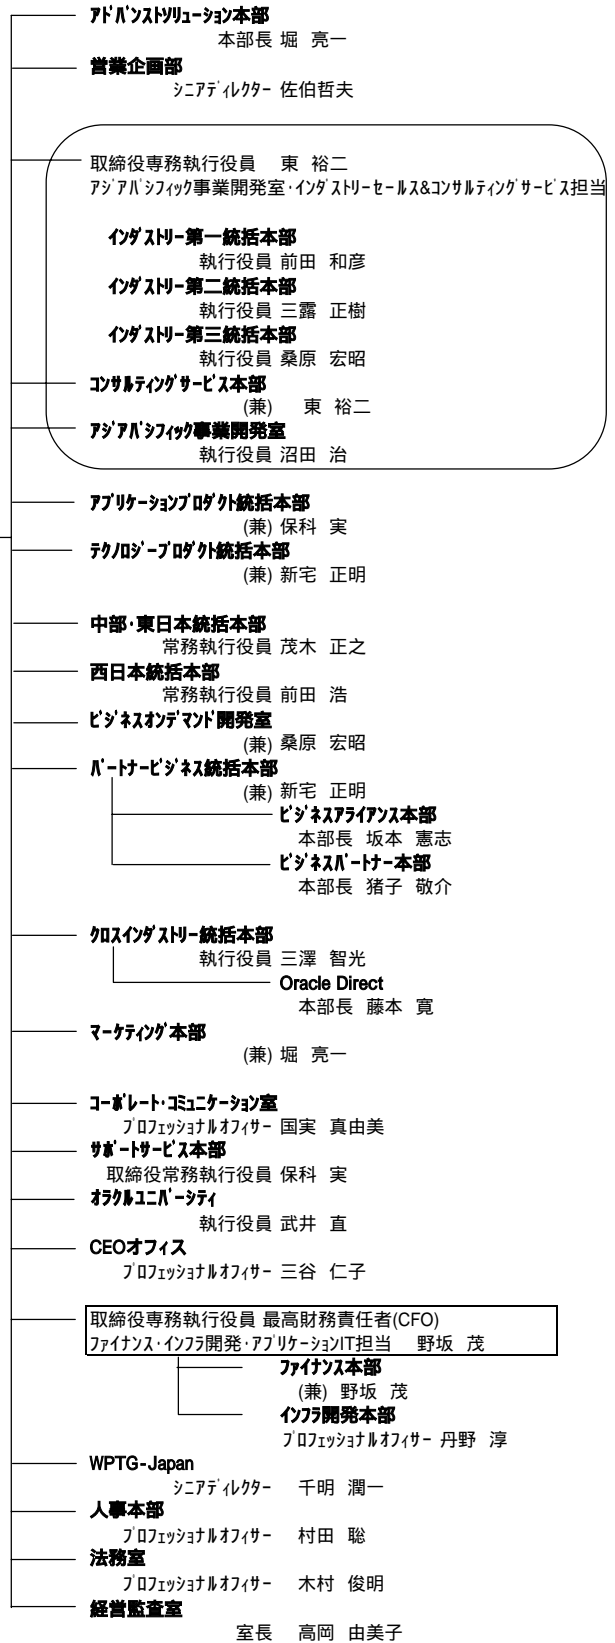 ｱﾄﾞﾊﾞﾝｽﾄｿﾘｭｰｼｮﾝ本部
本部長 堀 亮一
営業企画部
ｼﾆｱﾃﾞｨﾚｸﾀｰ 佐伯哲夫
取締役専務執行役員 東 裕二
ｱｼﾞｱﾊﾟｼﾌｨｯｸ事業開発室･ｲﾝﾀﾞｽﾄﾘｰｾｰﾙｽ&ｺﾝｻﾙﾃｨﾝｸﾞｻｰﾋﾞｽ担当
ｲﾝﾀﾞｽﾄﾘｰ第一統括本部
執行役員 前田 和彦
ｲﾝﾀﾞｽﾄﾘｰ第二統括本部
執行役員 三露 正樹
ｲﾝﾀﾞｽﾄﾘｰ第三統括本部
執行役員 桑原 宏昭
ｺﾝｻﾙﾃｨﾝｸﾞｻｰﾋﾞｽ本部
(兼) 東 裕二
ｱｼﾞｱﾊﾟｼﾌｨｯｸ事業開発室
執行役員 沼田 治
ｱﾌﾟﾘｹｰｼｮﾝﾌﾟﾛﾀﾞｸﾄ統括本部
(兼) 保科 実
ﾃｸﾉﾛｼﾞｰﾌﾟﾛﾀﾞｸﾄ統括本部
(兼) 新宅 正明
中部･東日本統括本部
常務執行役員 茂木 正之
西日本統括本部
常務執行役員 前田 浩
ﾋﾞｼﾞﾈｽｵﾝﾃﾞﾏﾝﾄﾞ開発室
(兼) 桑原 宏昭
ﾊﾟｰﾄﾅｰﾋﾞｼﾞﾈｽ統括本部
(兼) 新宅 正明
ﾋﾞｼﾞﾈｽｱﾗｲｱﾝｽ本部
本部長 坂本 憲志
ﾋﾞｼﾞﾈｽﾊﾟｰﾄﾅｰ本部
本部長 猪子 敬介
ｸﾛｽｲﾝﾀﾞｽﾄﾘｰ統括本部
執行役員 三澤 智光
Oracle Direct
本部長 藤本 寛
ﾏｰｹﾃｨﾝｸﾞ本部
(兼) 堀 亮一
ｺｰﾎﾟﾚｰﾄ･ｺﾐｭﾆｹｰｼｮﾝ室
ﾌﾟﾛﾌｪｯｼｮﾅﾙｵﾌｨｻｰ 国実 真由美
ｻﾎﾟｰﾄｻｰﾋﾞｽ本部
取締役常務執行役員 保科 実
ｵﾗｸﾙﾕﾆﾊﾞｰｼﾃｨ
執行役員 武井 直
CEOオフィス
ﾌﾟﾛﾌｪｯｼｮﾅﾙｵﾌｨｻｰ 三谷 仁子
取締役専務執行役員 最高財務責任者(CFO)
ﾌｧｲﾅﾝｽ･ｲﾝﾌﾗ開発･ｱﾌﾟﾘｹｰｼｮﾝIT担当 野坂 茂
ﾌｧｲﾅﾝｽ本部
(兼) 野坂 茂
ｲﾝﾌﾗ開発本部
ﾌﾟﾛﾌｪｯｼｮﾅﾙｵﾌｨｻｰ 丹野 淳
WPTG-Japan
ｼﾆｱﾃﾞｨﾚｸﾀｰ 千明 潤一
人事本部
ﾌﾟﾛﾌｪｯｼｮﾅﾙｵﾌｨｻｰ 村田 聡
法務室
ﾌﾟﾛﾌｪｯｼｮﾅﾙｵﾌｨｻｰ 木村 俊明
経営監査室
室長 高岡 由美子